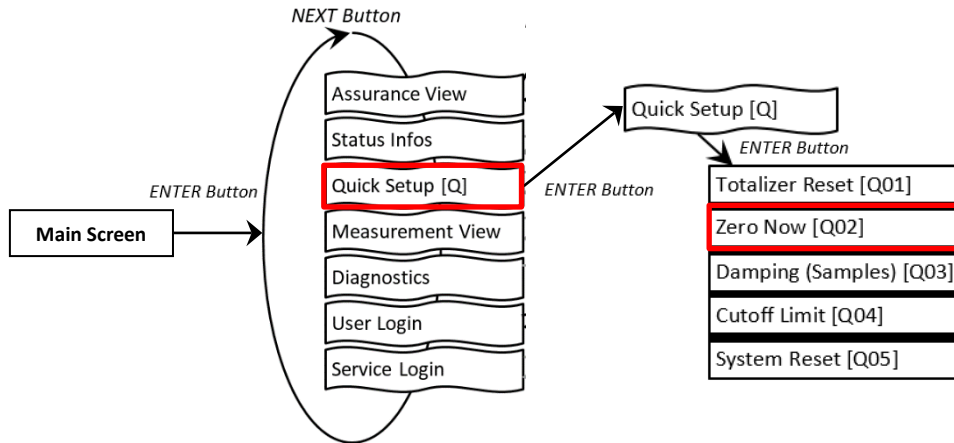 NEXT Button
Assurance View
Status Infos
Quick Setup [Q]
Measurement View
Diagnostics
User Login
Service Login
ENTER Button
Main Screen
ENTER Button
Quick Setup [Q]
ENTER Button
Totalizer Reset [Q01]
Zero Now [Q02]
Damping (Samples) [Q03]
Cutoff Limit [Q04]
System Reset [Q05]